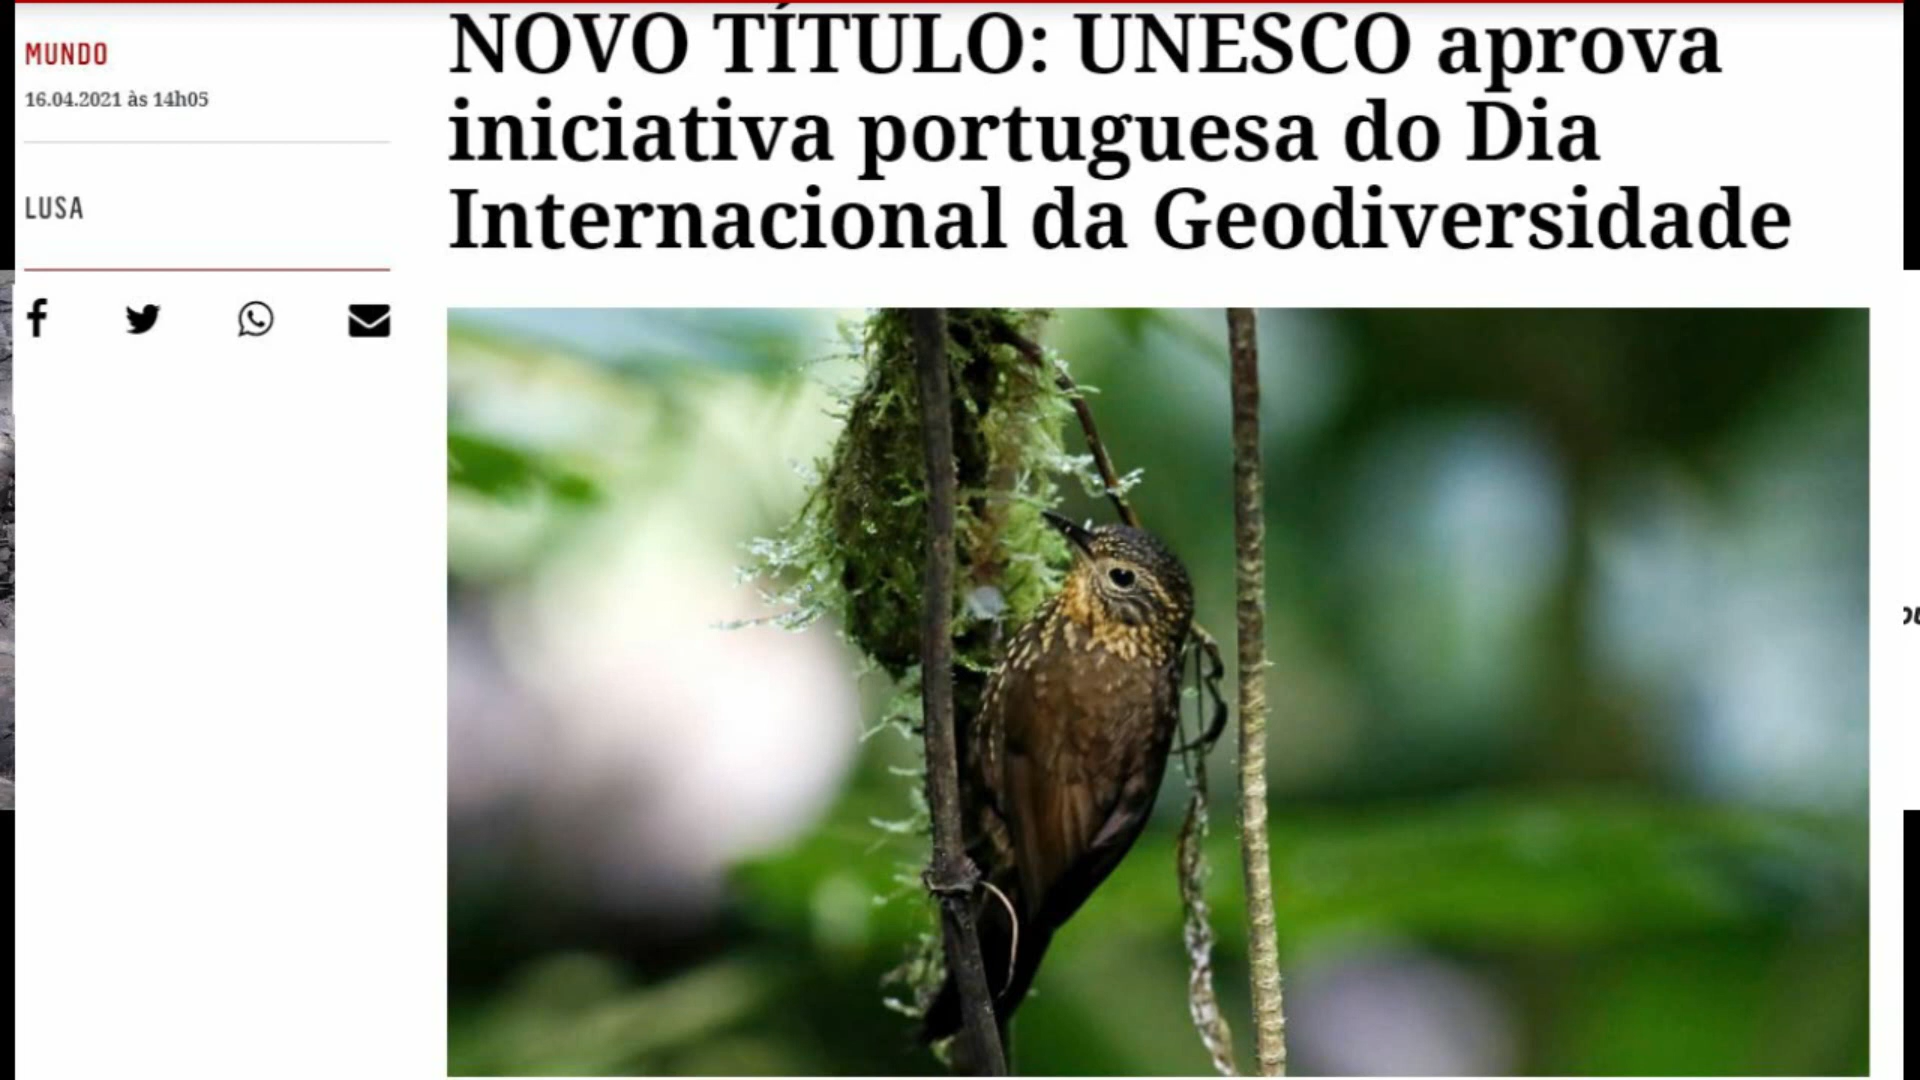 MUNDO
16.04.2021 às 14h05
LUSA
NOVO TÍTULO: UNESCO aprova
iniciativa portuguesa do Dia
Internacional da Geodiversidade